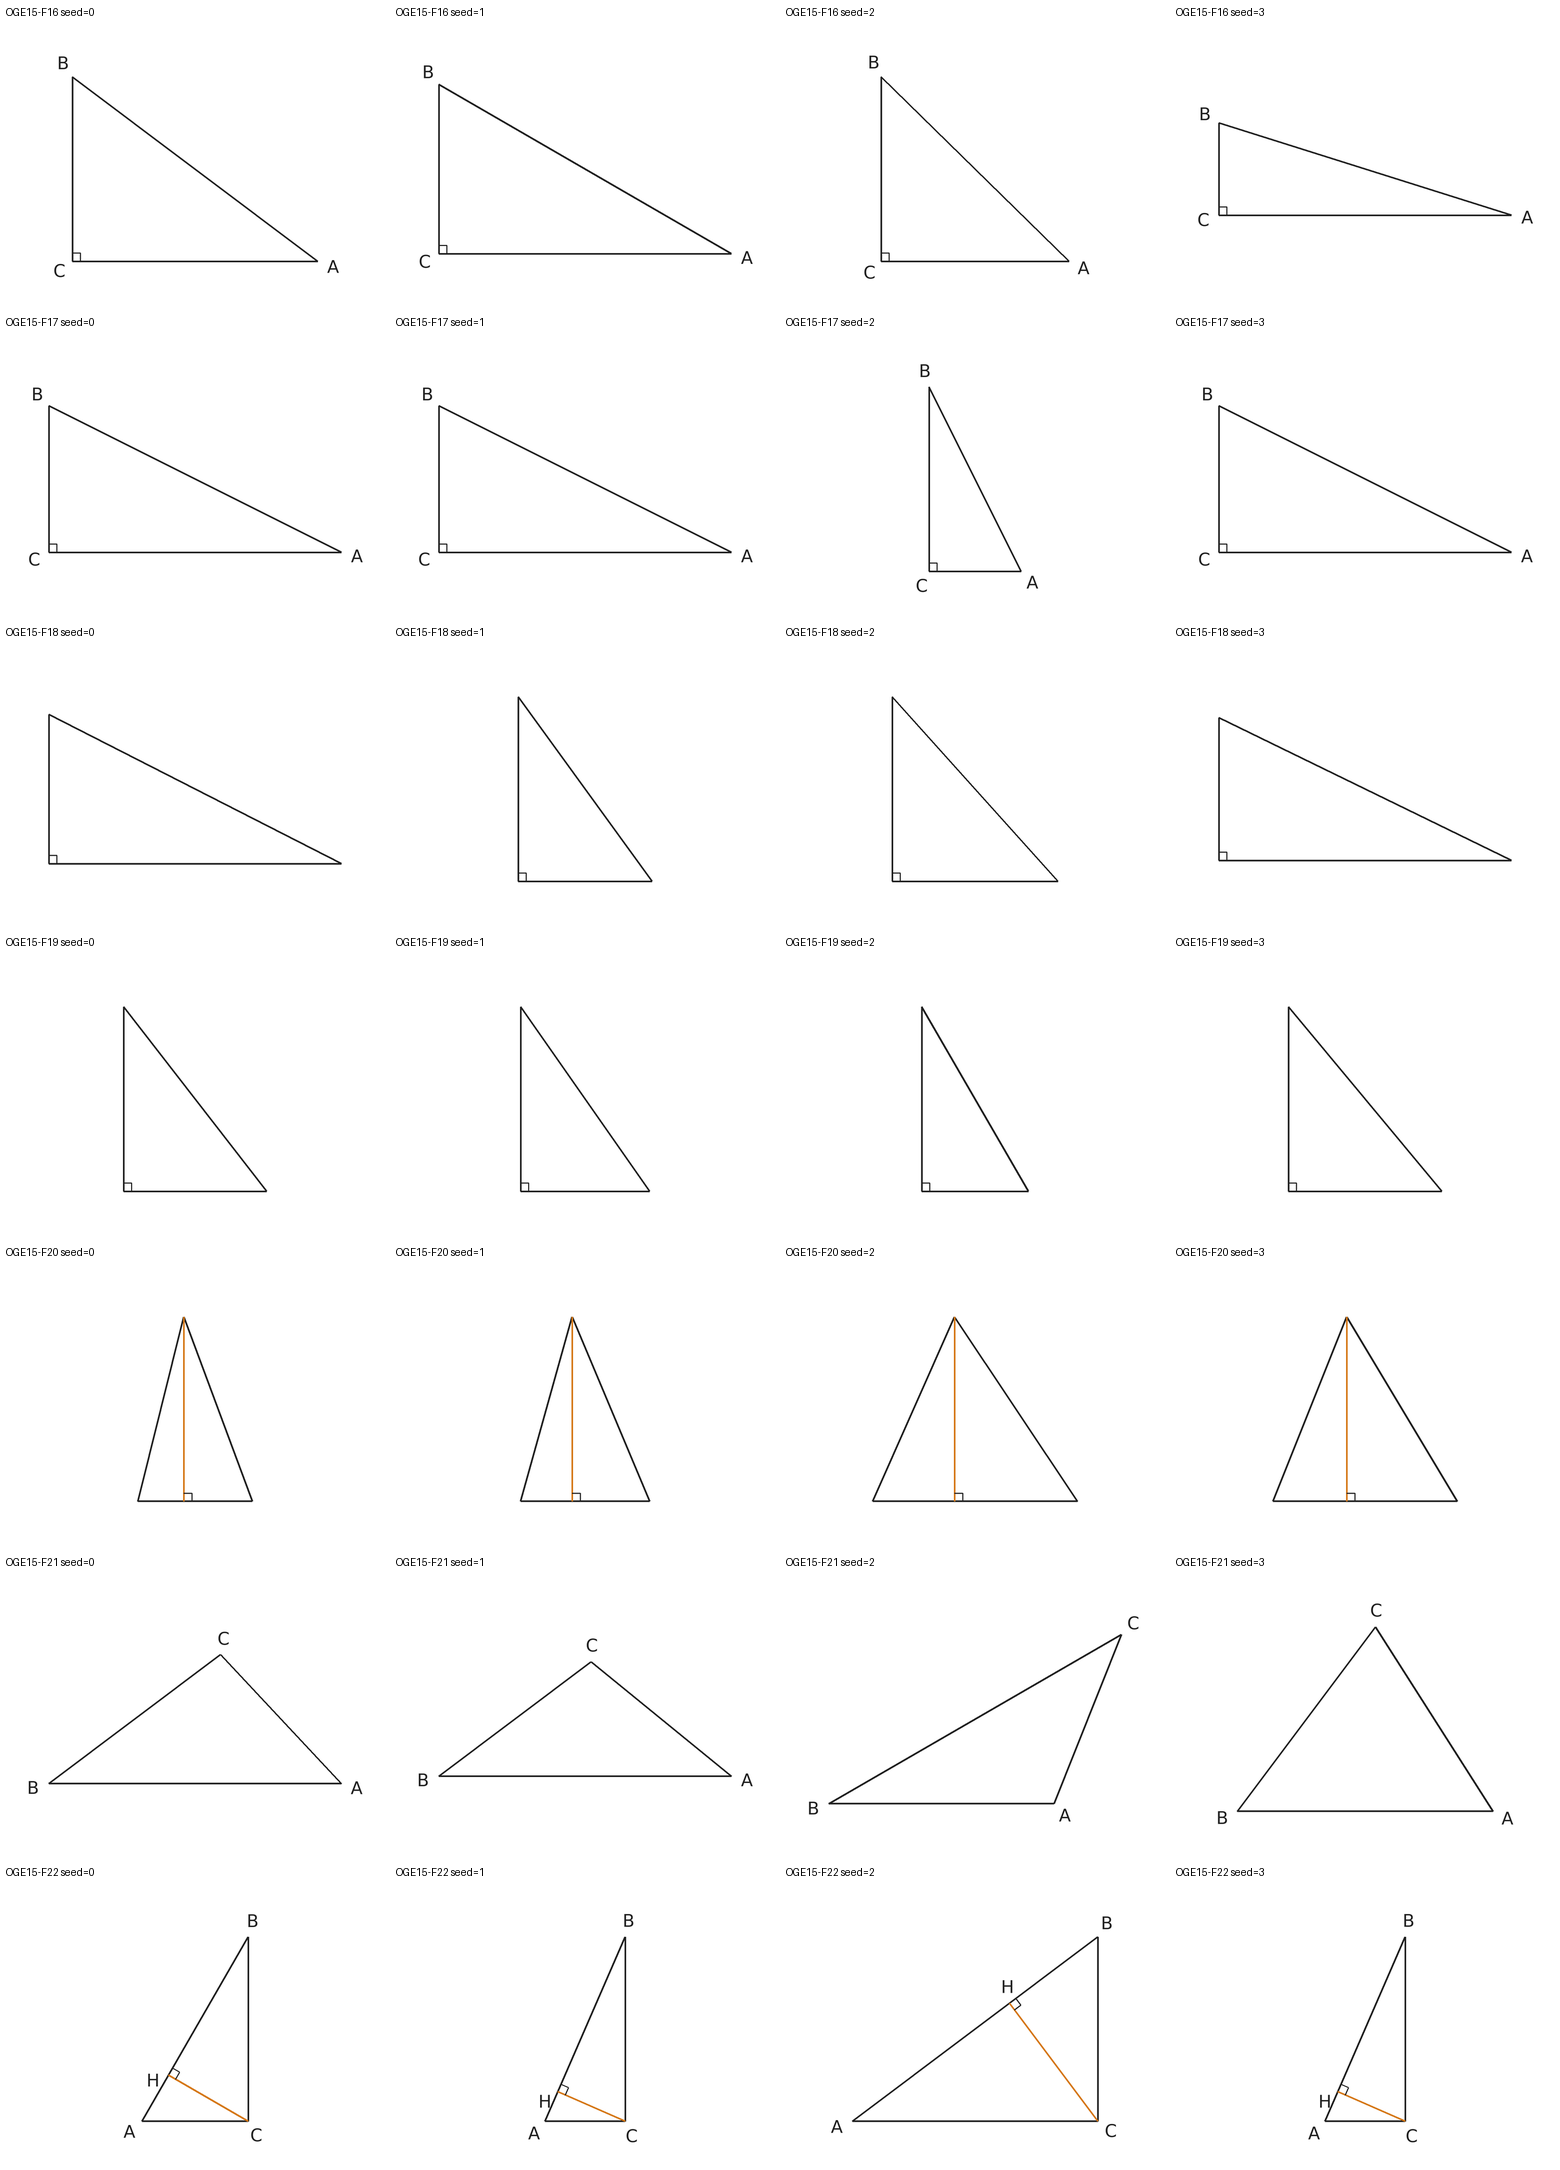 OGE15-F16 seed=0 OGE15-F16 seed=1 OGE15-F16 seed=2 OGE15-F16 seed=3
B B B B
C A C A C A C A
OGE15-F17 seed=0 OGE15-F17 seed=1 OGE15-F17 seed=2 OGE15-F17 seed=3
B B B B
C A C A C A C A
OGE15-F18 seed=0 OGE15-F18 seed=1 OGE15-F18 seed=2 OGE15-F18 seed=3
OGE15-F19 seed=0 OGE15-F19 seed=1 OGE15-F19 seed=2 OGE15-F19 seed=3
OGE15-F20 seed=0 OGE15-F20 seed=1 OGE15-F20 seed=2 OGE15-F20 seed=3
OGE15-F21 seed=0 OGE15-F21 seed=1 OGE15-F21 seed=2 OGE15-F21 seed=3
C C C C
B A B A B A B A
OGE15-F22 seed=0 OGE15-F22 seed=1 OGE15-F22 seed=2 OGE15-F22 seed=3
B B B B
H H H H
A C A C A C A C